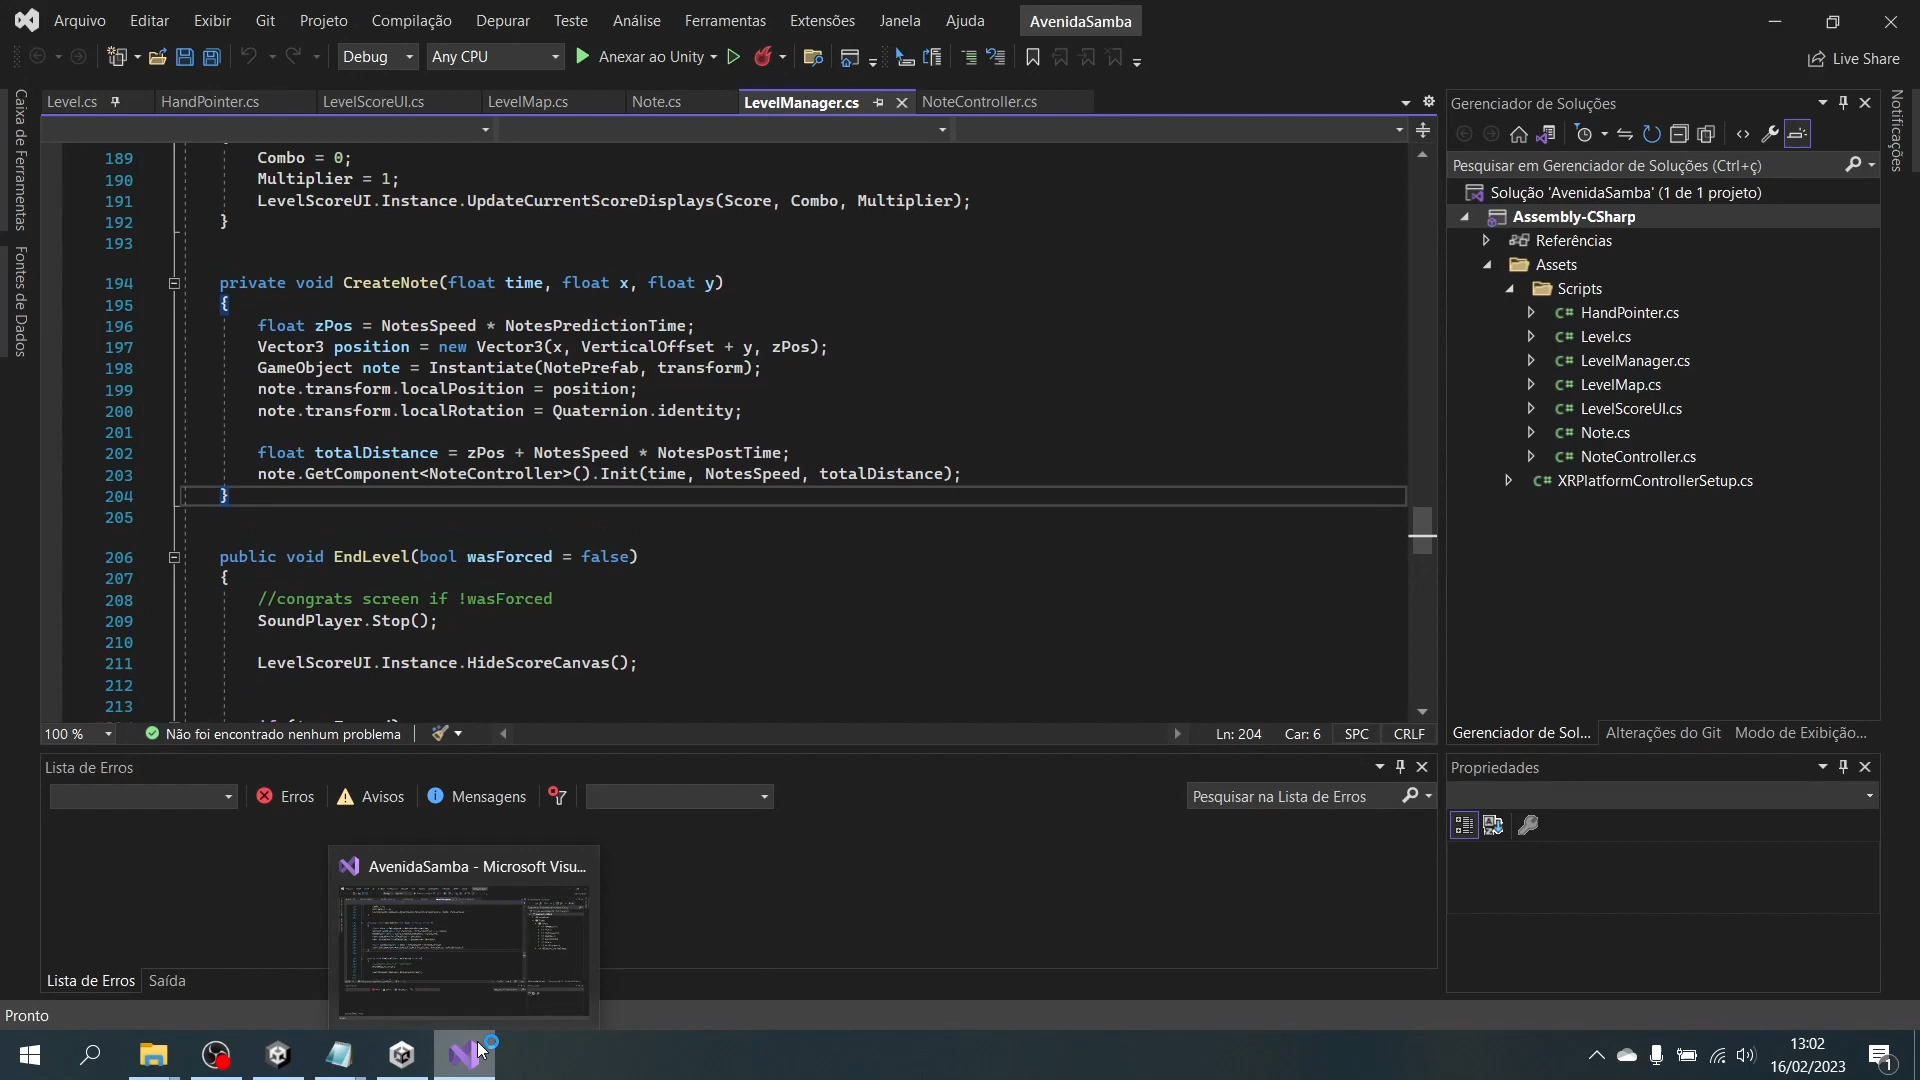 Arquivo Editar Exibir Git Projeto Compilação Depurar Teste Análise Ferramentas Extensões Janela Ajuda AvenidaSamba
Debug Any CPU Anexar ao Unity Live Share
Caixa de Ferramentas
Fontes de Dados
Level.cs HandPointer.cs LevelScoreUI.cs LevelMap.cs Note.cs LevelManager.cs NoteController.cs
189 Combo = 0;
190 Multiplier = 1;
191 LevelScoreUI.Instance.UpdateCurrentScoreDisplays(Score, Combo, Multiplier);
192 }
193
194 private void CreateNote(float time, float x, float y)
195 {
196 float zPos = NotesSpeed * NotesPredictionTime;
197 Vector3 position = new Vector3(x, VerticalOffset + y, zPos);
198 GameObject note = Instantiate(NotePrefab, transform);
199 note.transform.localPosition = position;
200 note.transform.localRotation = Quaternion.identity;
201
202 float totalDistance = zPos + NotesSpeed * NotesPostTime;
203 note.GetComponent<NoteController>().Init(time, NotesSpeed, totalDistance);
204 }
205
206 public void EndLevel(bool wasForced = false)
207 {
208 //congrats screen if !wasForced
209 SoundPlayer.Stop();
210
211 LevelScoreUI.Instance.HideScoreCanvas();
212
213
100 % Não foi encontrado nenhum problema Ln: 204 Car: 6 SPC CRLF
Gerenciador de Soluções
Pesquisar em Gerenciador de Soluções (Ctrl+ç)
Solução 'AvenidaSamba' (1 de 1 projeto)
Assembly-CSharp
Referências
Assets
Scripts
HandPointer.cs
Level.cs
LevelManager.cs
LevelMap.cs
LevelScoreUI.cs
Note.cs
NoteController.cs
XRPlatformControllerSetup.cs
Gerenciador de Sol... Alterações do Git Modo de Exibição...
Notificações
Lista de Erros
Erros Avisos Mensagens Pesquisar na Lista de Erros
Propriedades
AvenidaSamba - Microsoft Visu...
Lista de Erros Saída
Pronto
13:02
16/02/2023
1